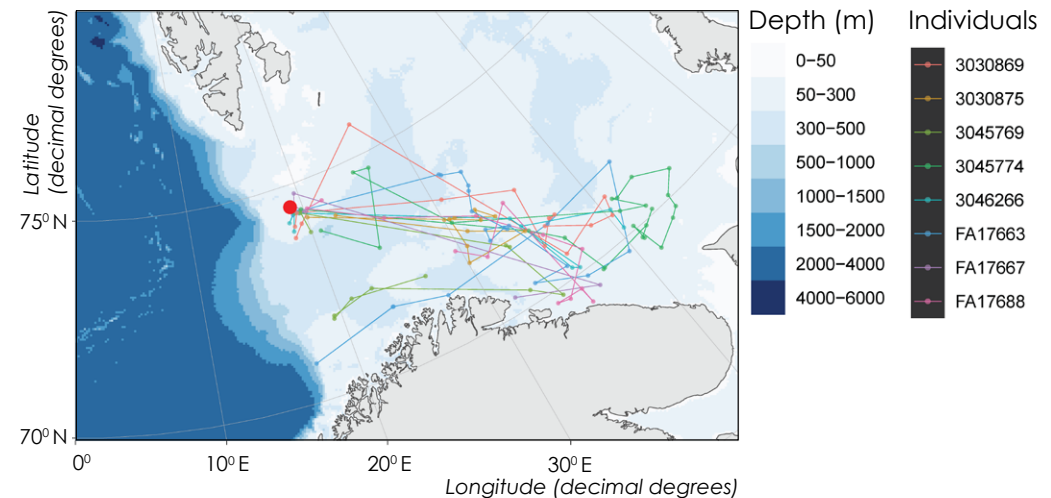 Latitude
(decimal degrees)
75⁰ N
70⁰ N
0⁰
10⁰ E
20⁰ E
30⁰ E
Longitude (decimal degrees)
Depth (m)
0−50
50−300
300−500
500−1000
1000−1500
1500−2000
2000−4000
4000−6000
Individuals
3030869
3030875
3045769
3045774
3046266
FA17663
FA17667
FA17688